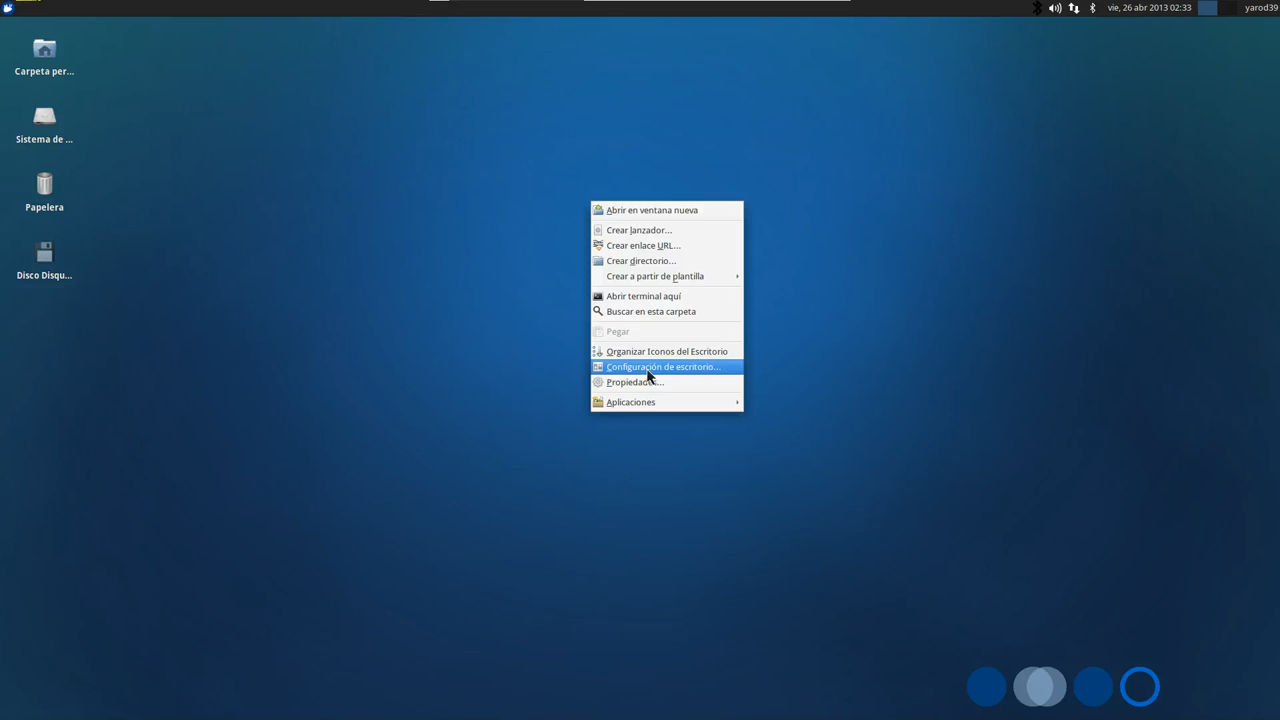 vie, 26 abr 2013 02:33
yarod39
Carpeta per...
Sistema de ...
Papelera
Disco Disqu...
Abrir en ventana nueva
Crear lanzador...
Crear enlace URL...
Crear directorio...
Crear a partir de plantilla
Abrir terminal aquí
Buscar en esta carpeta
Pegar
Organizar Iconos del Escritorio
Configuración de escritorio...
Propiedades...
Aplicaciones